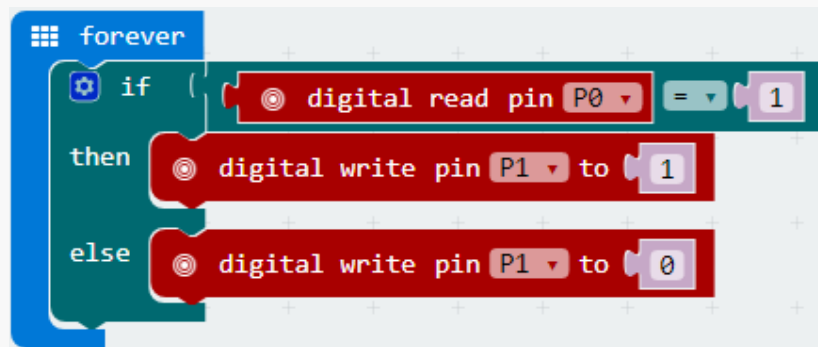 forever
if digital read pin P0 = 1
then digital write pin P1 to 1
else digital write pin P1 to 0